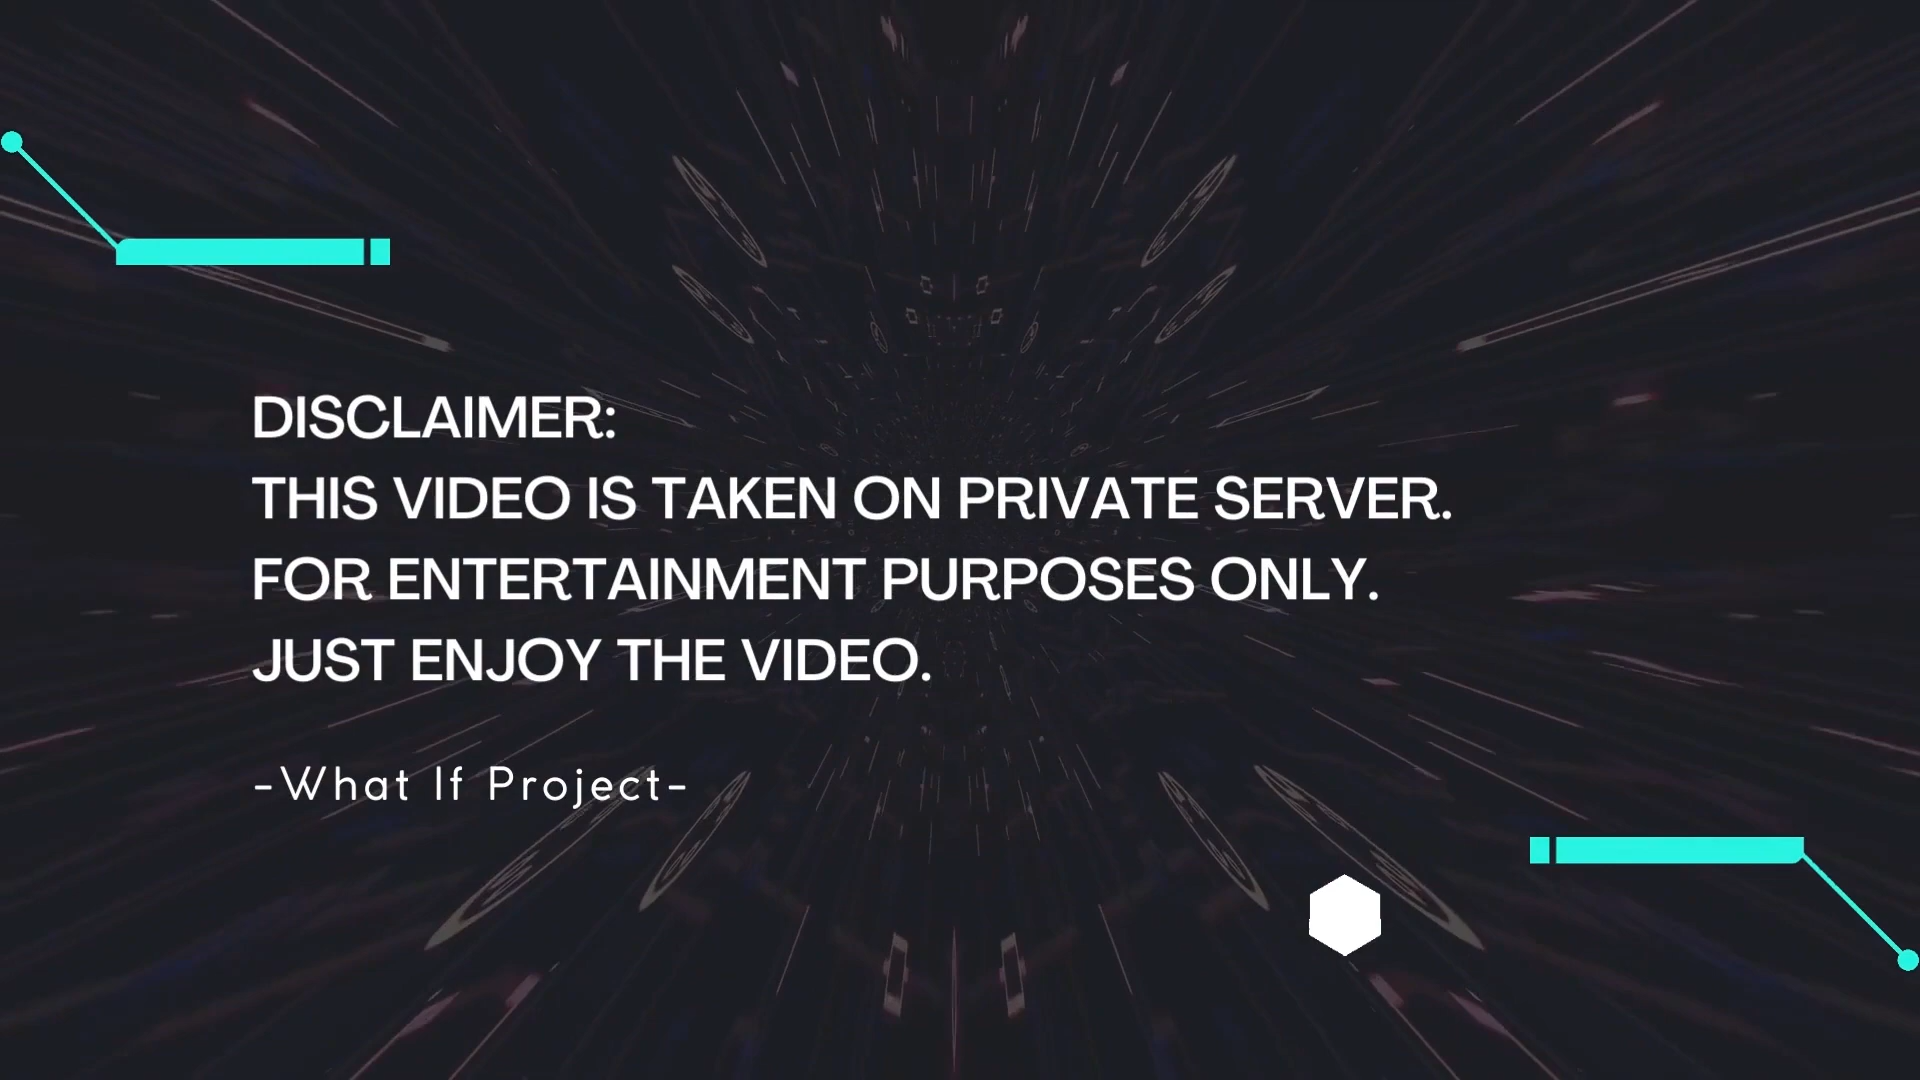 DISCLAIMER:
THIS VIDEO IS TAKEN ON PRIVATE SERVER.
FOR ENTERTAINMENT PURPOSES ONLY.
JUST ENJOY THE VIDEO.
-What If Project-